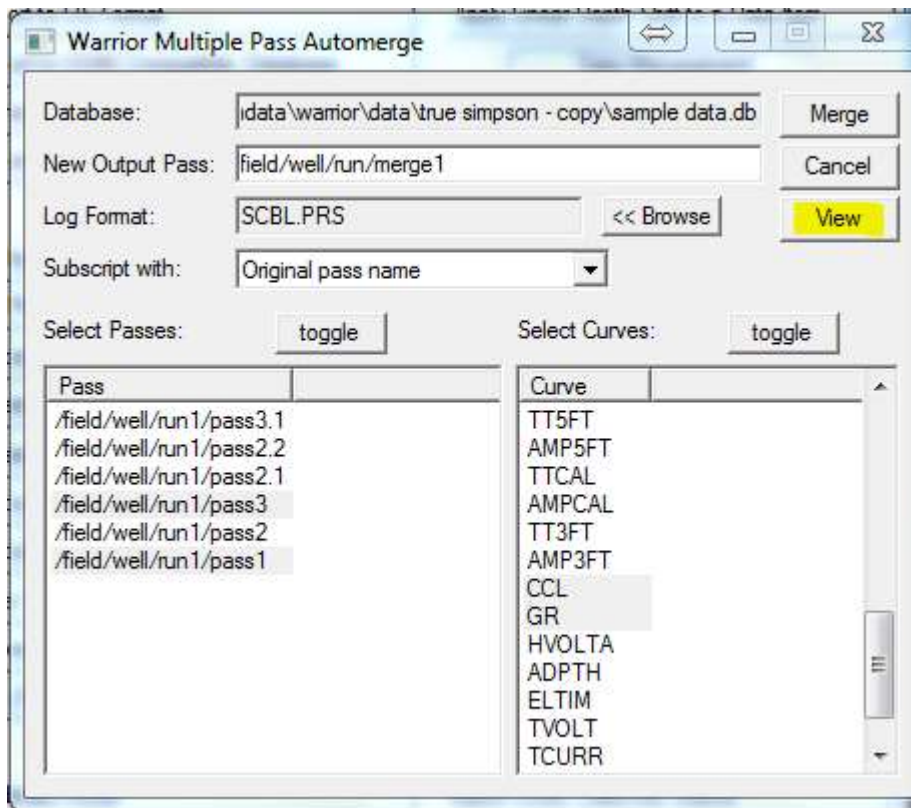 Warrior Multiple Pass Automerge
Database: data\warrior\data\true simpson - copy\sample data.db Merge
New Output Pass: field/well/run/merge1 Cancel
Log Format: SCBL.PRS << Browse View
Subscript with: Original pass name
Select Passes: toggle Select Curves: toggle
Pass Curve
/field/well/run1/pass3.1 TT5FT
/field/well/run1/pass2.2 AMP5FT
/field/well/run1/pass2.1 TTCAL
/field/well/run1/pass3 AMPCAL
/field/well/run1/pass2 TT3FT
/field/well/run1/pass1 AMP3FT
CCL
GR
HVOLTA
ADPTH
ELTIM
TVOLT
TCURR